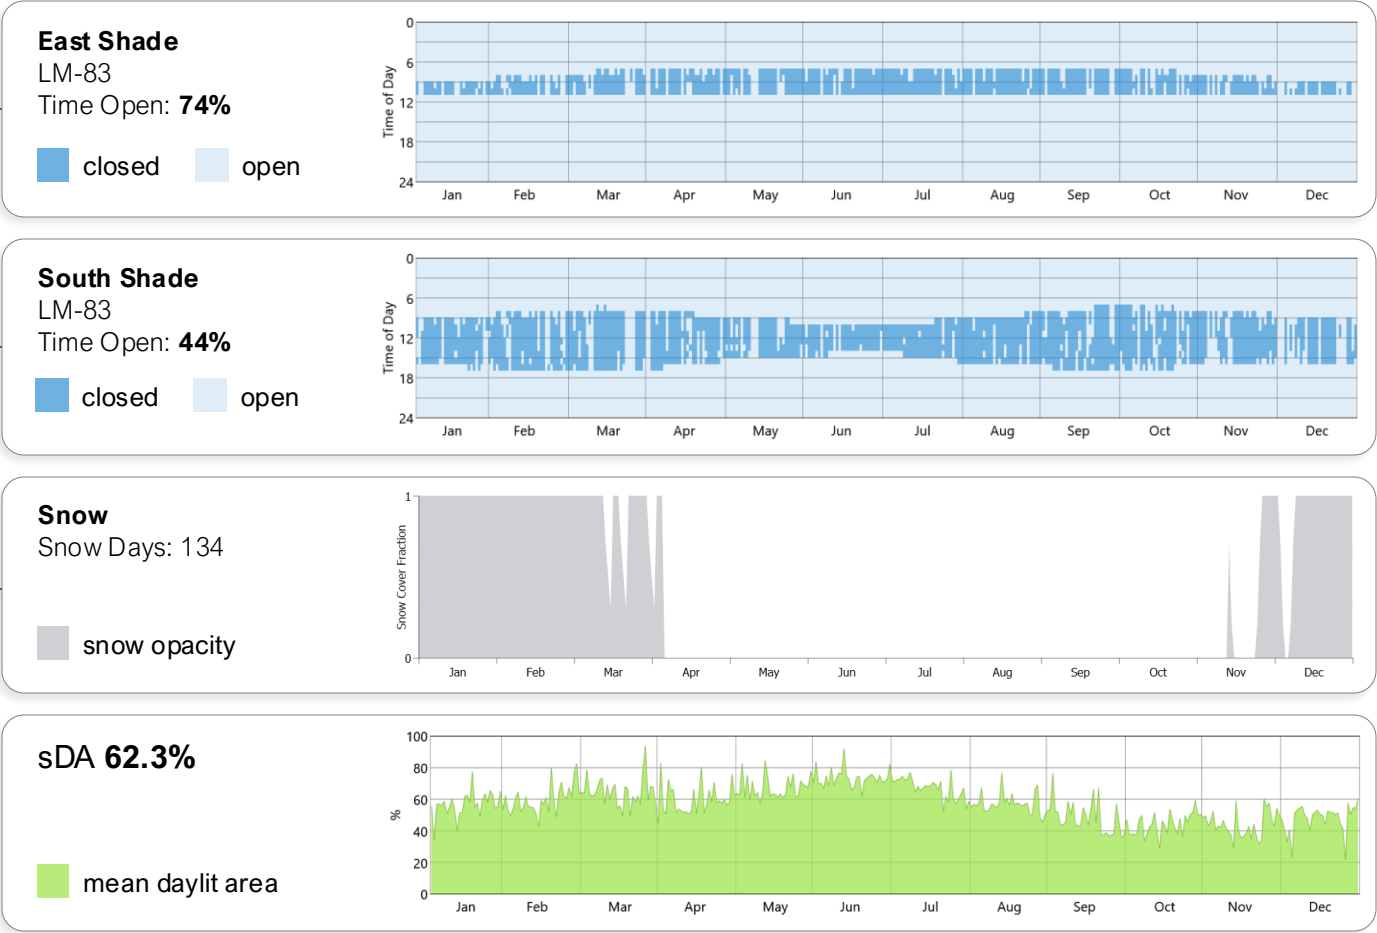 East Shade
LM-83
Time Open: 74%
closed open
Time of Day
0
6
12
18
24
Jan Feb Mar Apr May Jun Jul Aug Sep Oct Nov Dec
South Shade
LM-83
Time Open: 44%
closed open
Time of Day
0
6
12
18
24
Jan Feb Mar Apr May Jun Jul Aug Sep Oct Nov Dec
Snow
Snow Days: 134
snow opacity
Snow Cover Fraction
1
0
Jan Feb Mar Apr May Jun Jul Aug Sep Oct Nov Dec
sDA 62.3%
mean daylit area
%
100
80
60
40
20
0
Jan Feb Mar Apr May Jun Jul Aug Sep Oct Nov Dec